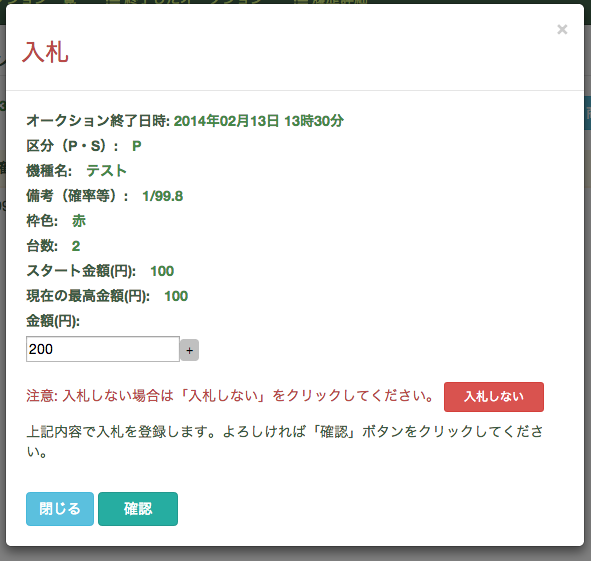 ×
入札
オークション終了日時: 2014年02月13日 13時30分
区分（P・S）: P
機種名: テスト
備考（確率等）: 1/99.8
枠色: 赤
台数: 2
スタート金額(円): 100
現在の最高金額(円): 100
金額(円):
200 +
注意: 入札しない場合は「入札しない」をクリックしてください。 入札しない
上記内容で入札を登録します。よろしければ「確認」ボタンをクリックしてくださ
い。
閉じる 確認